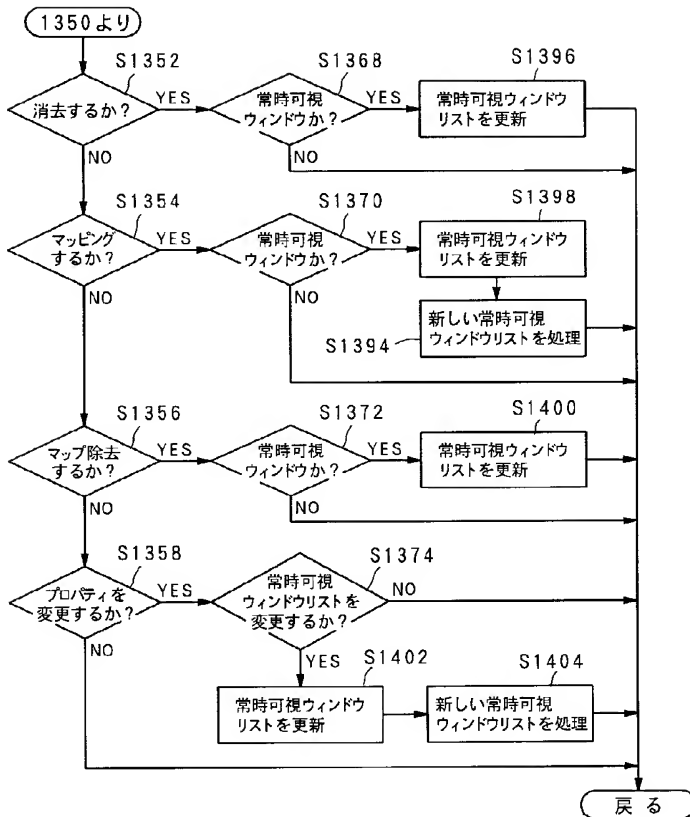 1350より
S1352
消去するか?
YES
NO
S1368
常時可視
ウィンドウか?
YES
NO
S1396
常時可視ウィンドウ
リストを更新
S1354
マッピング
するか?
YES
NO
S1370
常時可視
ウィンドウか?
YES
NO
S1398
常時可視ウィンドウ
リストを更新
S1394
新しい常時可視
ウィンドウリストを処理
S1356
マップ除去
するか?
YES
NO
S1372
常時可視
ウィンドウか?
YES
NO
S1400
常時可視ウィンドウ
リストを更新
S1358
プロパティを
変更するか?
YES
NO
S1374
常時可視
ウィンドウリストを
変更するか?
NO
YES
S1402
常時可視ウィンドウ
リストを更新
S1404
新しい常時可視
ウィンドウリストを処理
戻る